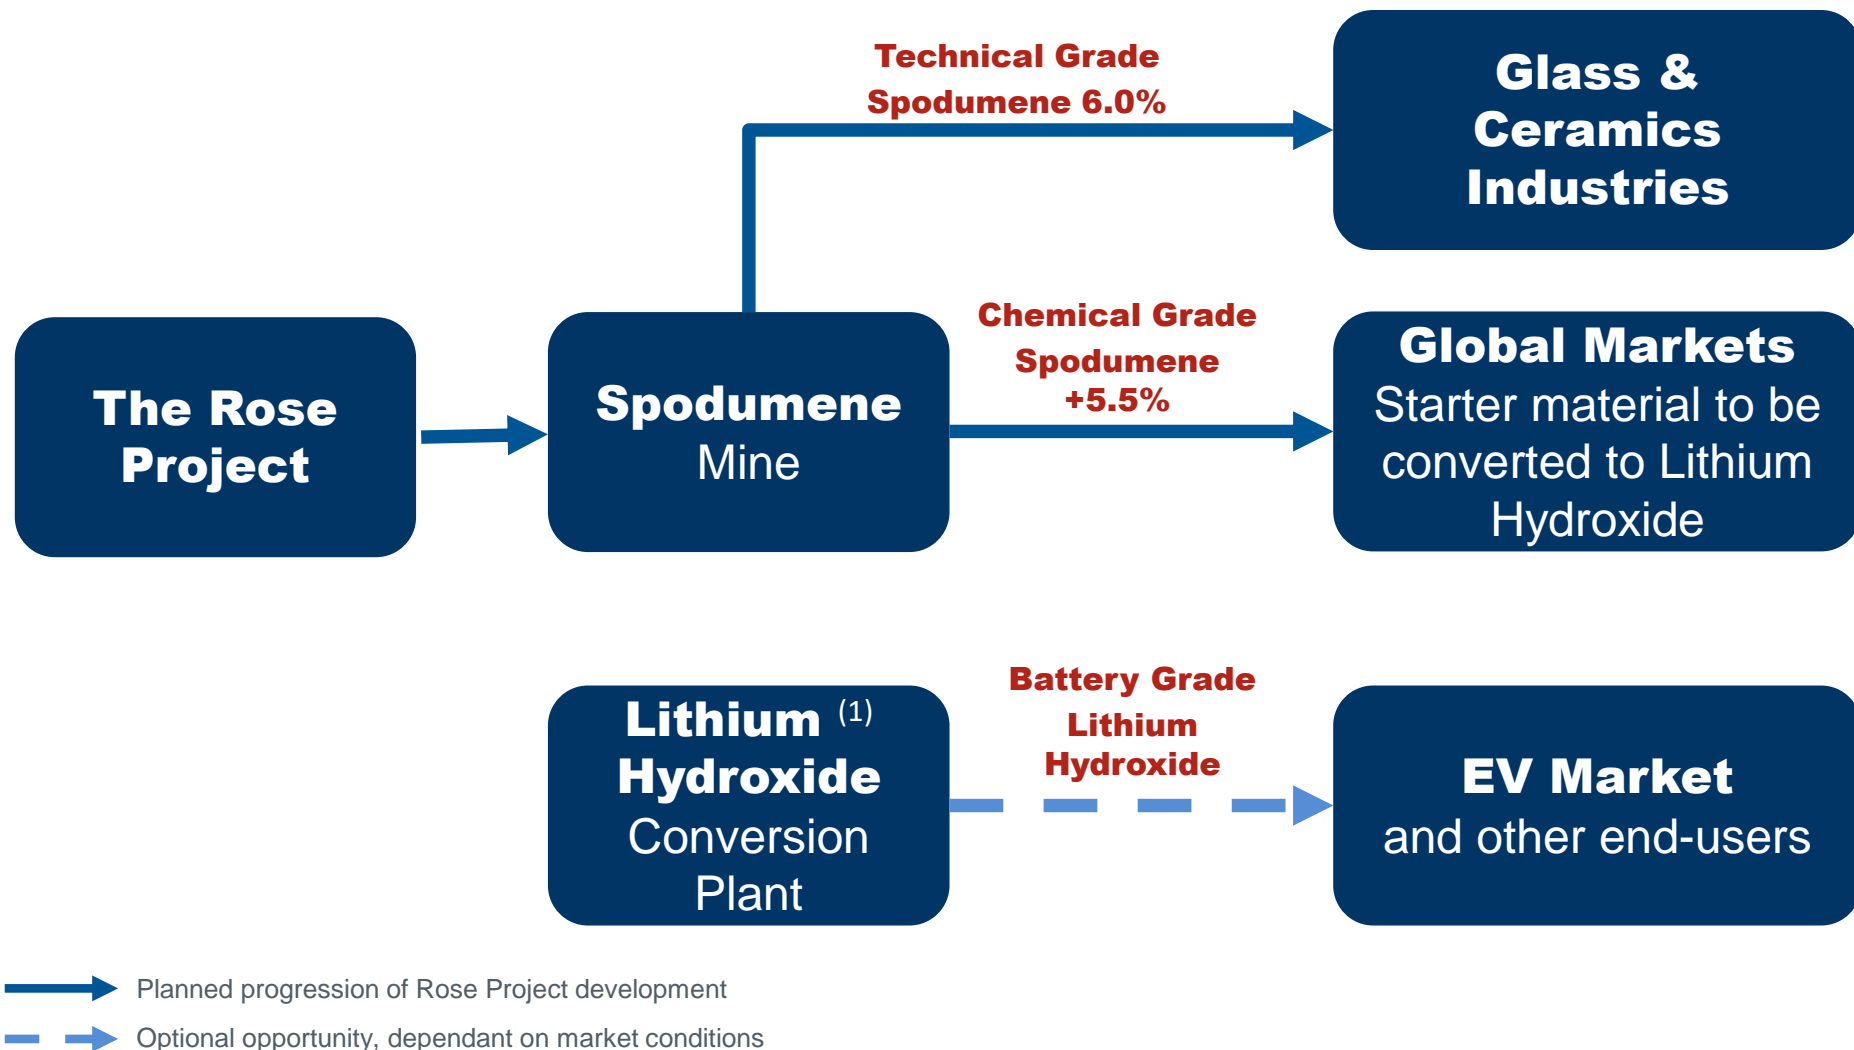 Technical Grade
Spodumene 6.0%
Glass &
Ceramics
Industries
The Rose
Project
Spodumene
Mine
Chemical Grade
Spodumene
+5.5%
Global Markets
Starter material to be
converted to Lithium
Hydroxide
Lithium (1)
Hydroxide
Conversion
Plant
Battery Grade
Lithium
Hydroxide
EV Market
and other end-users
Planned progression of Rose Project development
Optional opportunity, dependant on market conditions